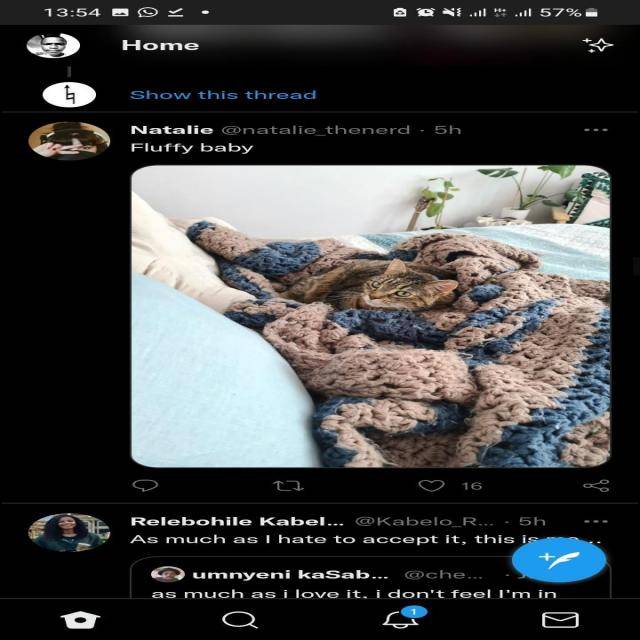 13:54
57%
Home
Show this thread
Natalie @natalie_thenerd · 5h
Fluffy baby
16
Relebohile Kabel... @Kabelo_R... · 5h
As much as I hate to accept it, this is
umnyeni kaSab... @che... ·
as much as i love it, i don't feel I'm in
1